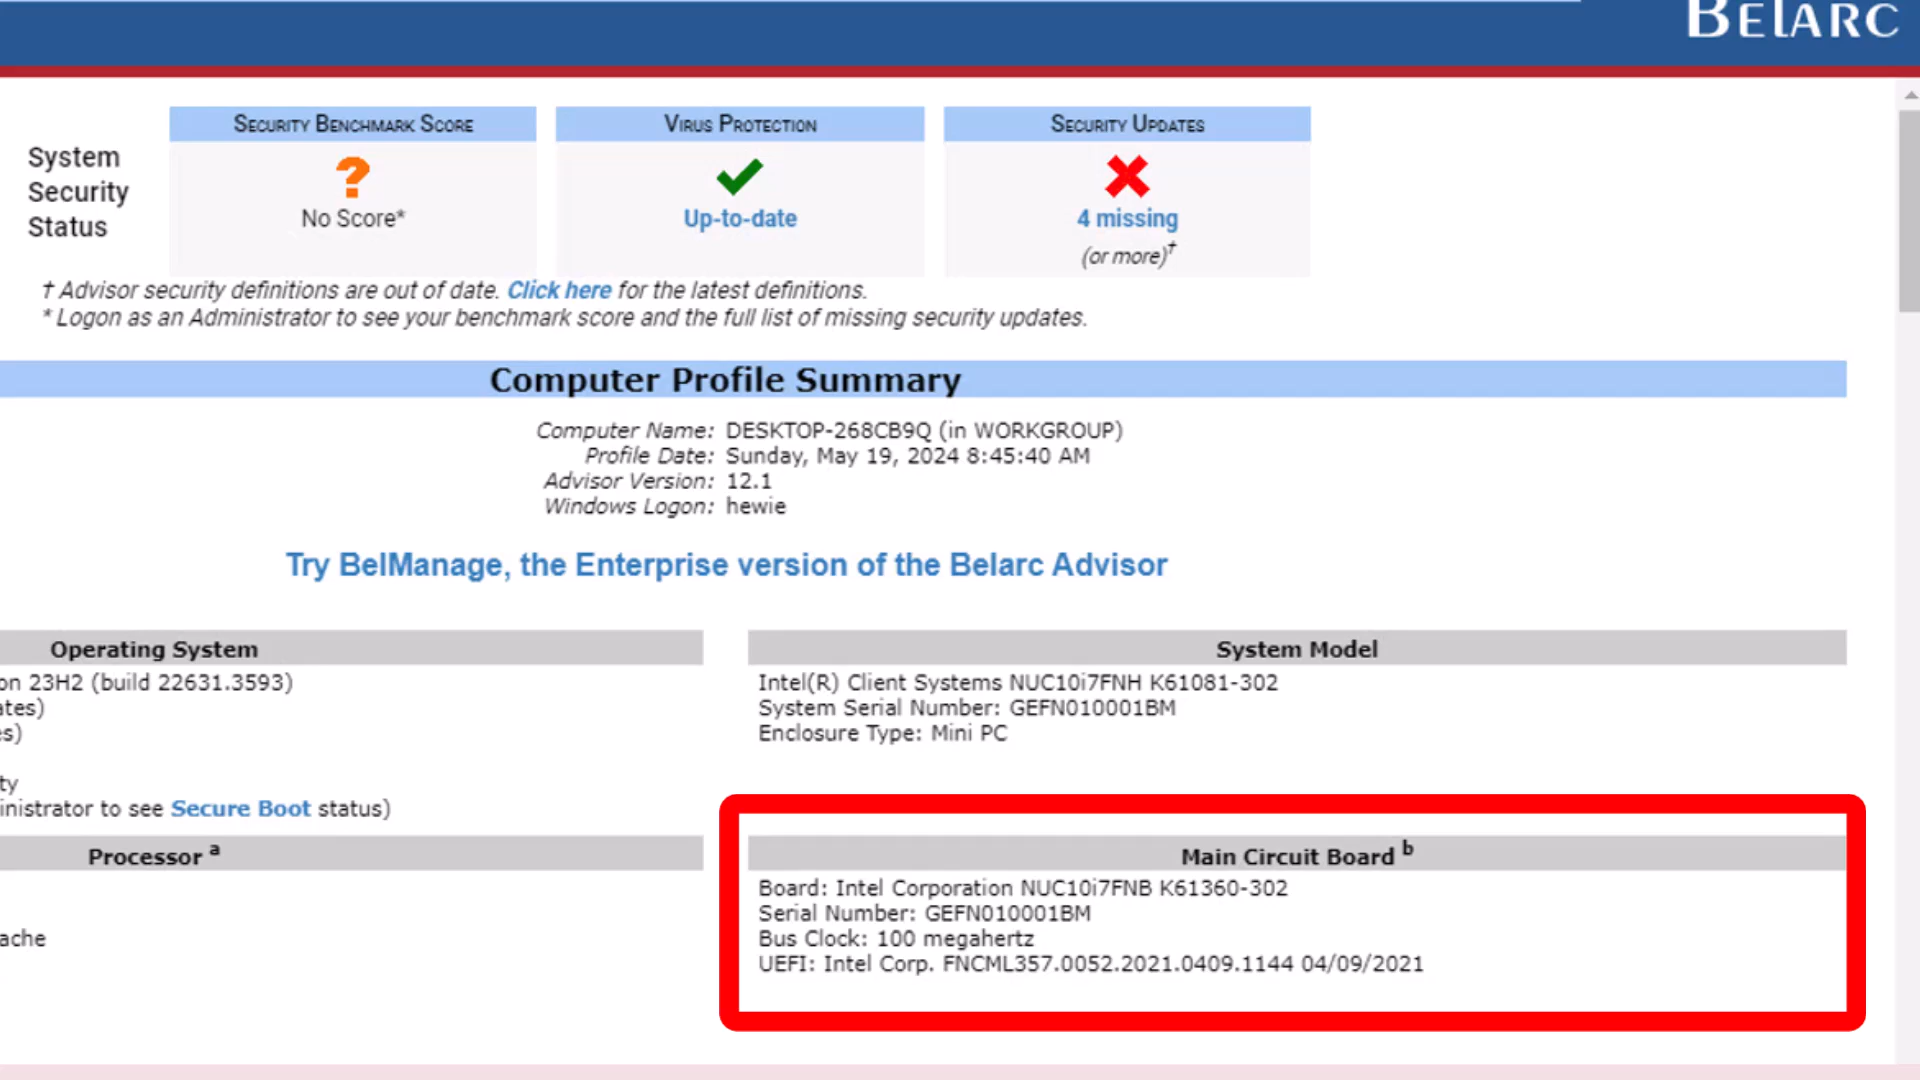 BELARC
SECURITY BENCHMARK SCORE
VIRUS PROTECTION
SECURITY UPDATES
System
Security
Status
?
No Score*
Up-to-date
4 missing
(or more)†
† Advisor security definitions are out of date. Click here for the latest definitions.
* Logon as an Administrator to see your benchmark score and the full list of missing security updates.
Computer Profile Summary
Computer Name: DESKTOP-268CB9Q (in WORKGROUP)
Profile Date: Sunday, May 19, 2024 8:45:40 AM
Advisor Version: 12.1
Windows Logon: hewie
Try BelManage, the Enterprise version of the Belarc Advisor
Operating System
on 23H2 (build 22631.3593)
ates)
es)
ty
inistrator to see Secure Boot status)
System Model
Intel(R) Client Systems NUC10i7FNH K61081-302
System Serial Number: GEFN010001BM
Enclosure Type: Mini PC
Processor a
ache
Main Circuit Board b
Board: Intel Corporation NUC10i7FNB K61360-302
Serial Number: GEFN010001BM
Bus Clock: 100 megahertz
UEFI: Intel Corp. FNCML357.0052.2021.0409.1144 04/09/2021